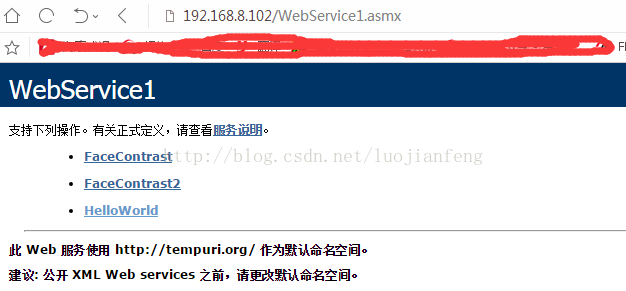 192.168.8.102/WebService1.asmx
WebService1
支持下列操作。有关正式定义，请查看服务说明。
FaceContrast
http://blog.csdn.net/luojianfeng
FaceContrast2
HelloWorld
此 Web 服务使用 http://tempuri.org/ 作为默认命名空间。
建议: 公开 XML Web services 之前，请更改默认命名空间。